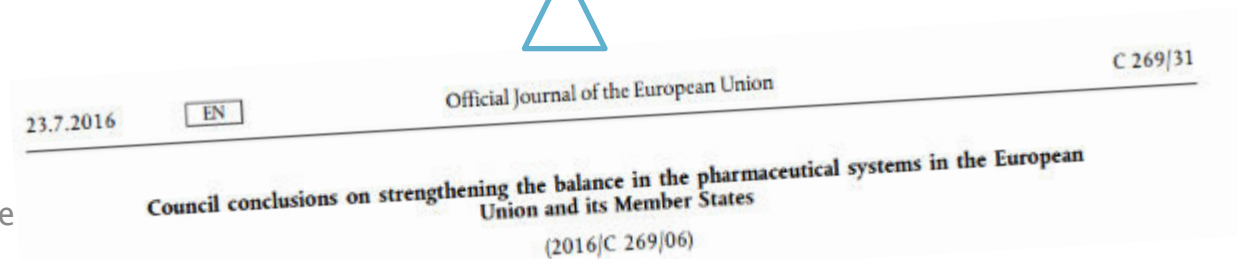 23.7.2016 EN Official Journal of the European Union C 269/31
Council conclusions on strengthening the balance in the pharmaceutical systems in the European
Union and its Member States
(2016/C 269/06)
e